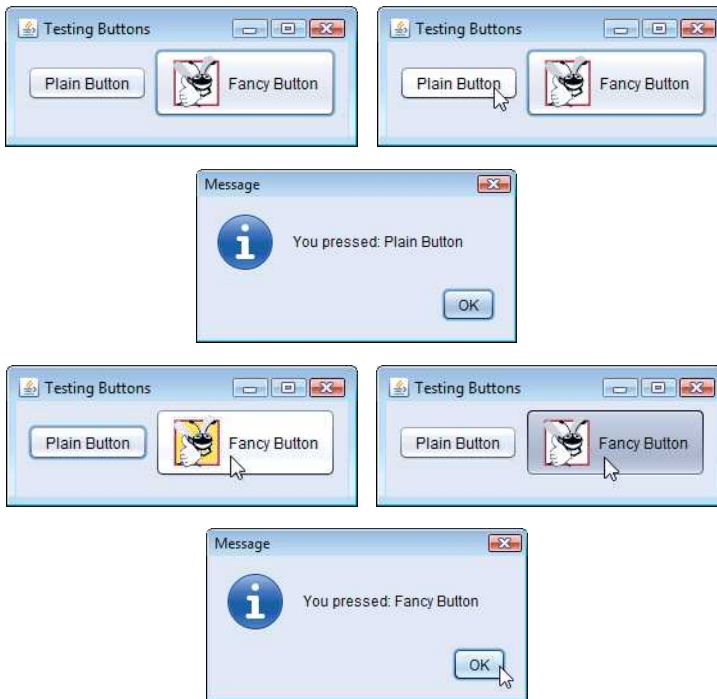 Testing Buttons
Plain Button
Fancy Button
Testing Buttons
Plain Button
Fancy Button
Message
You pressed: Plain Button
OK
Testing Buttons
Plain Button
Fancy Button
Testing Buttons
Plain Button
Fancy Button
Message
You pressed: Fancy Button
OK